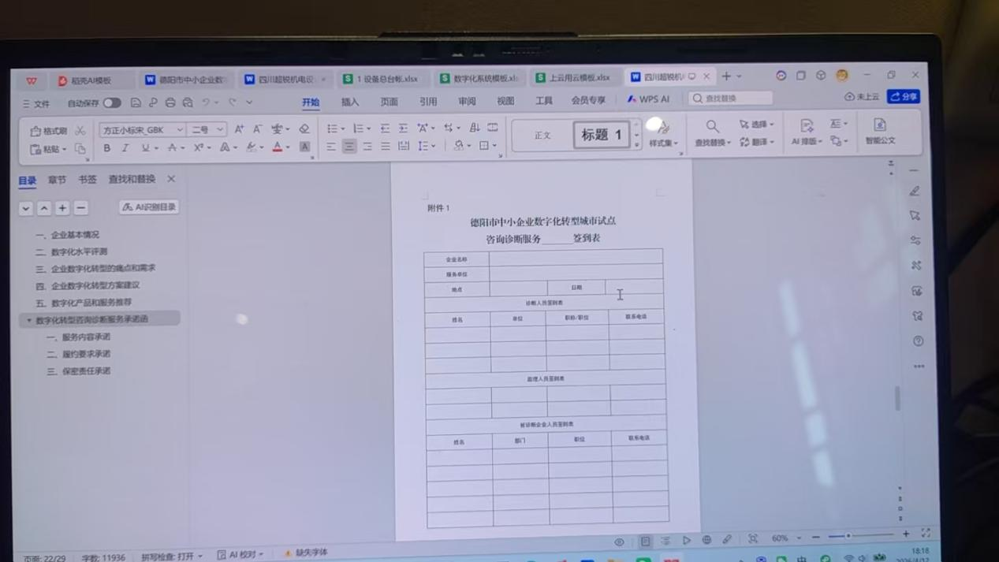 稻壳AI模板
德阳市中小企业数
四川超锐机电设
1 设备总台帐.xlsx
数字化系统模板.xls
上云用云模板.xlsx
四川超锐机
文件
自动保存
开始
插入
页面
引用
审阅
视图
工具
会员专享
WPS AI
查找替换
未上云
分享
格式刷
方正小标宋_GBK
二号
正文
标题 1
样式集
查找替换
选择
AI 排版
智能公文
粘贴
翻译
目录
章节
书签
查找和替换
AI识别目录
一、企业基本情况
二、数字化水平评测
三、企业数字化转型的痛点和需求
四、企业数字化转型方案建议
五、数字化产品和服务推荐
数字化转型咨询诊断服务承诺函
一、服务内容承诺
二、履约要求承诺
三、保密责任承诺
附件 1
德阳市中小企业数字化转型城市试点
咨询诊断服务______签到表
企业名称
服务单位
地点 日期
诊断人员签到表
姓名 单位 职称/职位 联系电话
监理人员签到表
被诊断企业人员签到表
姓名 部门 职位 联系电话
页面: 22/29 字数: 11936 拼写检查: 打开 AI 校对 缺失字体
60%
中
18:18